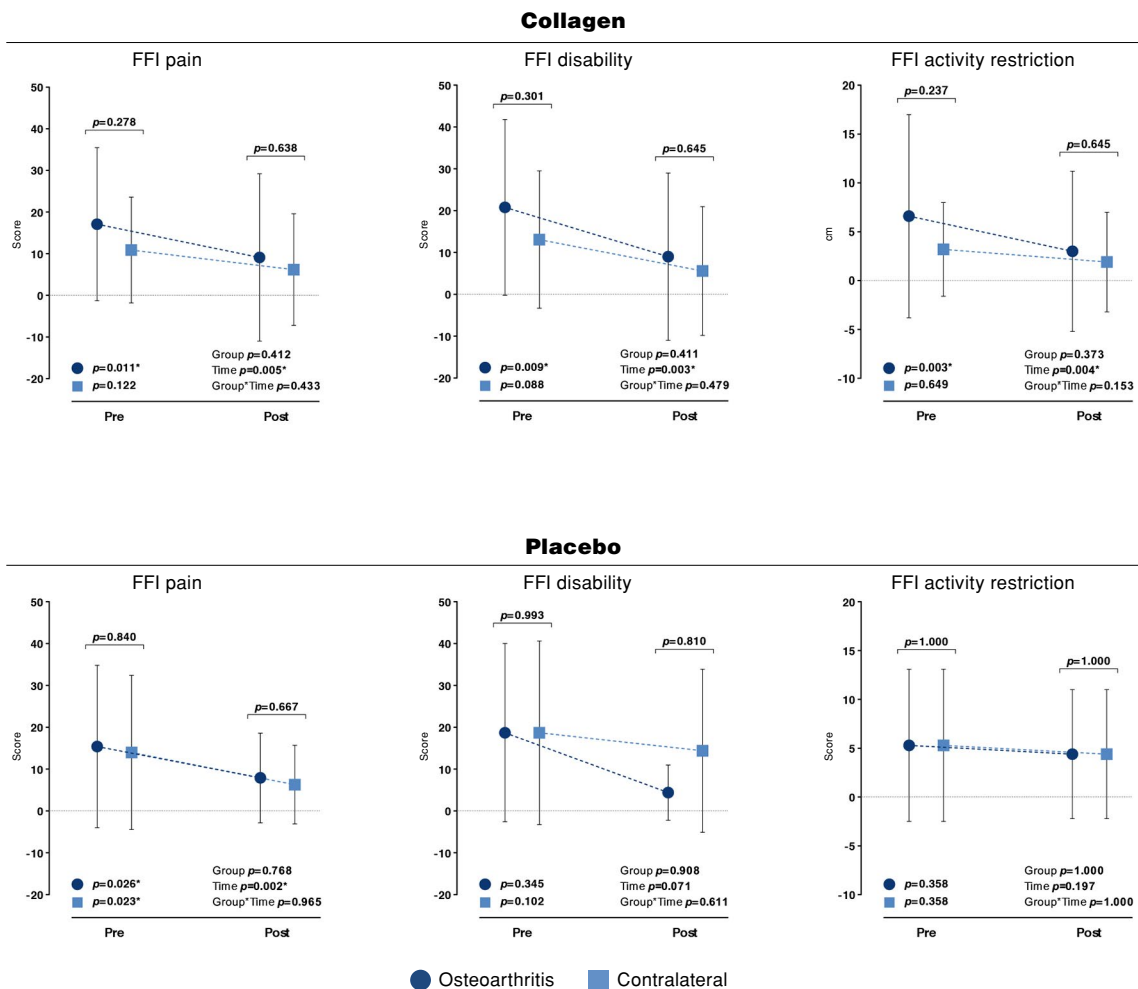 Collagen
FFI pain
50
40
30
20
10
0
-10
-20
Score
p=0.278
p=0.638
p=0.011*
p=0.122
Group p=0.412
Time p=0.005*
Group*Time p=0.433
Pre
Post
FFI disability
50
40
30
20
10
0
-10
-20
Score
p=0.301
p=0.645
p=0.009*
p=0.088
Group p=0.411
Time p=0.003*
Group*Time p=0.479
Pre
Post
FFI activity restriction
20
15
10
5
0
-5
-10
cm
p=0.237
p=0.645
p=0.003*
p=0.649
Group p=0.373
Time p=0.004*
Group*Time p=0.153
Pre
Post
Placebo
FFI pain
50
40
30
20
10
0
-10
-20
Score
p=0.840
p=0.667
p=0.026*
p=0.023*
Group p=0.768
Time p=0.002*
Group*Time p=0.965
Pre
Post
FFI disability
50
40
30
20
10
0
-10
-20
Score
p=0.993
p=0.810
p=0.345
p=0.102
Group p=0.908
Time p=0.071
Group*Time p=0.611
Pre
Post
FFI activity restriction
20
15
10
5
0
-5
-10
Score
p=1.000
p=1.000
p=0.358
p=0.358
Group p=1.000
Time p=0.197
Group*Time p=1.000
Pre
Post
Osteoarthritis
Contralateral